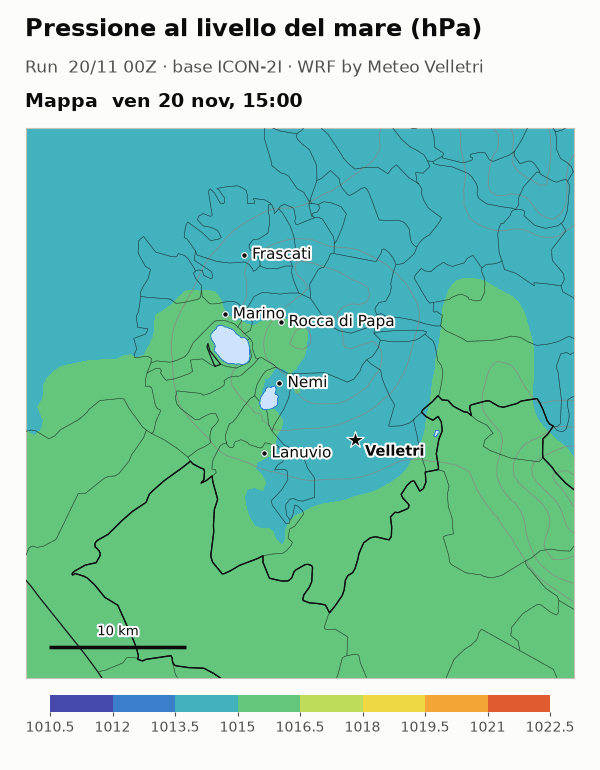 Pressione al livello del mare (hPa)
Run  20/11 00Z · base ICON-2I · WRF by Meteo Velletri
Mappa  ven 20 nov, 15:00
Frascati
Marino
Rocca di Papa
Nemi
Velletri
Lanuvio
10 km
1010.5 1012 1013.5 1015 1016.5 1018 1019.5 1021 1022.5